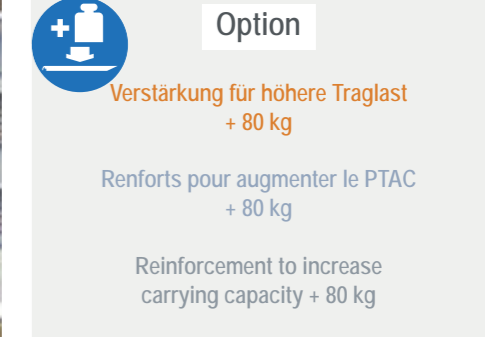 Option
Verstärkung für höhere Traglast
+ 80 kg
Renforts pour augmenter le PTAC
+ 80 kg
Reinforcement to increase
carrying capacity + 80 kg